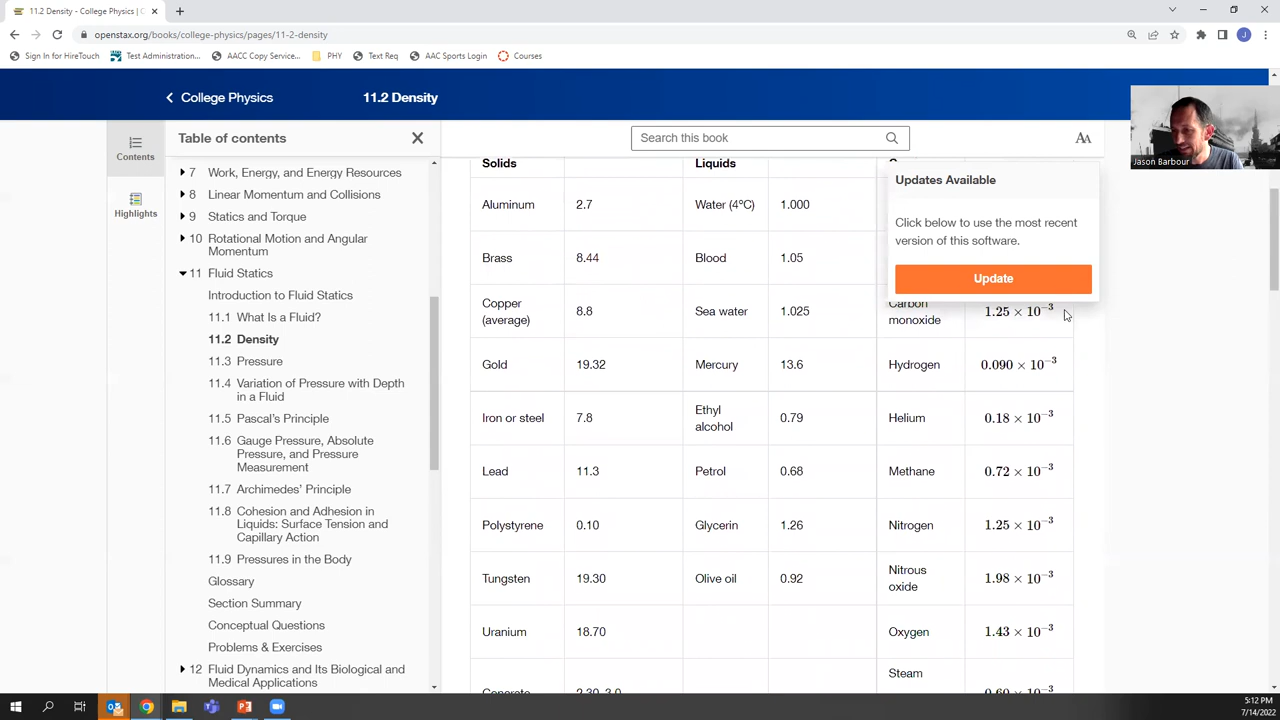 11.2 Density - College Physics | C
openstax.org/books/college-physics/pages/11-2-density
J
Sign In for HireTouch
Test Administration...
AACC Copy Service...
PHY
Text Req
AAC Sports Login
Courses
College Physics
11.2 Density
Contents
Highlights
Table of contents
7 Work, Energy, and Energy Resources
8 Linear Momentum and Collisions
9 Statics and Torque
10 Rotational Motion and Angular
Momentum
11 Fluid Statics
Introduction to Fluid Statics
11.1 What Is a Fluid?
11.2 Density
11.3 Pressure
11.4 Variation of Pressure with Depth
in a Fluid
11.5 Pascal's Principle
11.6 Gauge Pressure, Absolute
Pressure, and Pressure
Measurement
11.7 Archimedes' Principle
11.8 Cohesion and Adhesion in
Liquids: Surface Tension and
Capillary Action
11.9 Pressures in the Body
Glossary
Section Summary
Conceptual Questions
Problems & Exercises
12 Fluid Dynamics and Its Biological and
Medical Applications
Search this book
AA
Jason Barbour
Updates Available
Click below to use the most recent
version of this software.
Update
Solids Liquids
Aluminum 2.7 Water (4ºC) 1.000
Brass 8.44 Blood 1.05
Copper
(average) 8.8 Sea water 1.025 Carbon
monoxide 1.25 × 10⁻³
Gold 19.32 Mercury 13.6 Hydrogen 0.090 × 10⁻³
Iron or steel 7.8 Ethyl
alcohol 0.79 Helium 0.18 × 10⁻³
Lead 11.3 Petrol 0.68 Methane 0.72 × 10⁻³
Polystyrene 0.10 Glycerin 1.26 Nitrogen 1.25 × 10⁻³
Tungsten 19.30 Olive oil 0.92 Nitrous
oxide 1.98 × 10⁻³
Uranium 18.70 Oxygen 1.43 × 10⁻³
Steam
Concrete 2.30–3.0 0.60 × 10⁻³
5:12 PM
7/14/2022